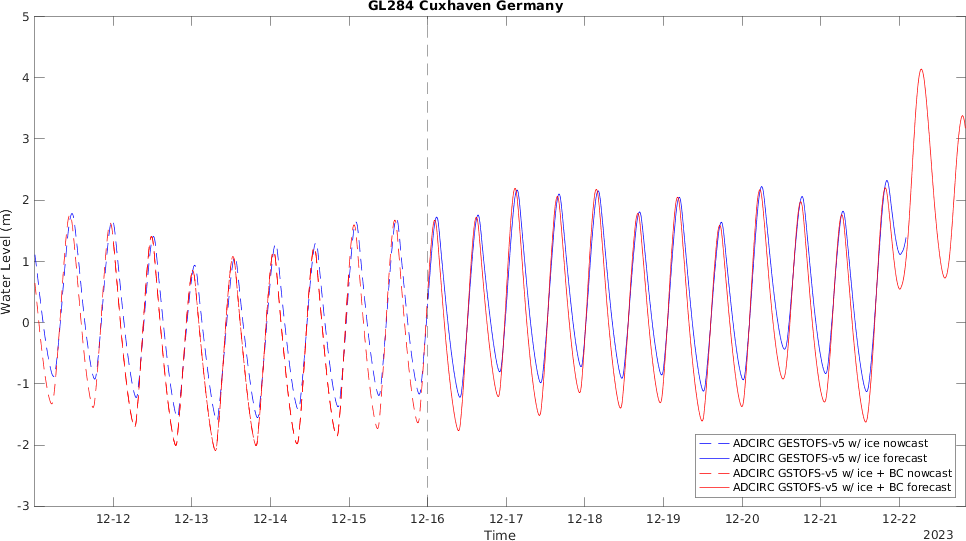 GL284 Cuxhaven Germany
5
4
3
2
1
0
-1
-2
-3
Water Level (m)
ADCIRC GESTOFS-v5 w/ ice nowcast
ADCIRC GESTOFS-v5 w/ ice forecast
ADCIRC GSTOFS-v5 w/ ice + BC nowcast
ADCIRC GSTOFS-v5 w/ ice + BC forecast
12-12 12-13 12-14 12-15 12-16 12-17 12-18 12-19 12-20 12-21 12-22
Time
2023